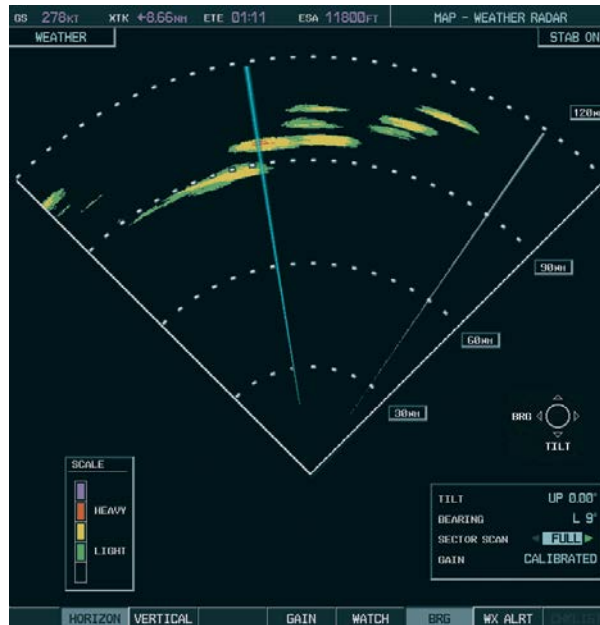 GS 278KT XTK ←8.66NM ETE 01:11 ESA 11800FT MAP - WEATHER RADAR
WEATHER STAB ON
120NM
90NM
60NM
30NM
BRG
TILT
SCALE
HEAVY
LIGHT
TILT UP 0.00°
BEARING L 9°
SECTOR SCAN FULL
GAIN CALIBRATED
HORIZON VERTICAL GAIN WATCH BRG WX ALRT